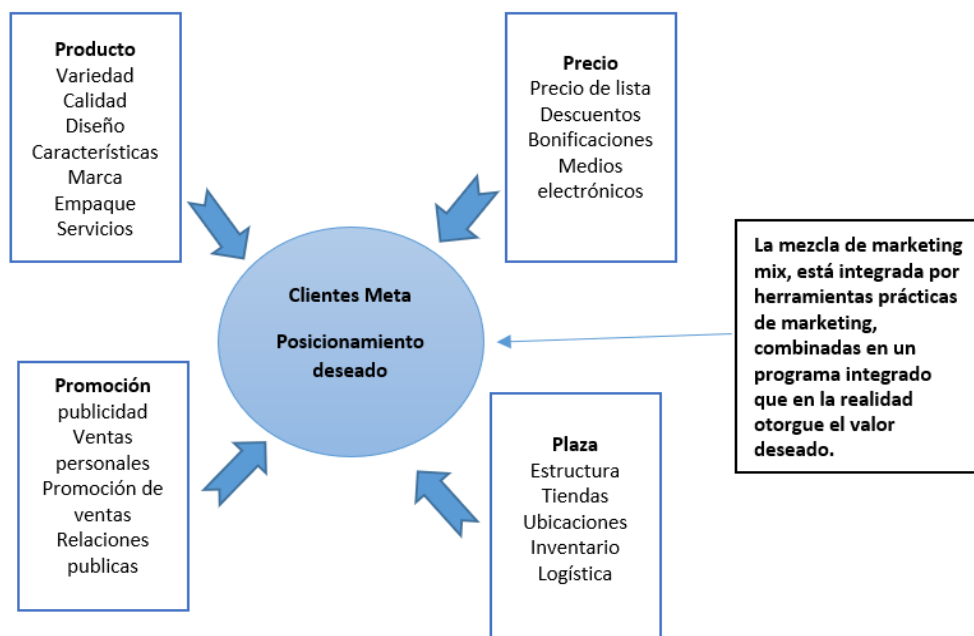 Producto
Variedad
Calidad
Diseño
Características
Marca
Empaque
Servicios
Precio
Precio de lista
Descuentos
Bonificaciones
Medios
electrónicos
Clientes Meta
Posicionamiento
deseado
La mezcla de marketing
mix, está integrada por
herramientas prácticas
de marketing,
combinadas en un
programa integrado
que en la realidad
otorgue el valor
deseado.
Promoción
publicidad
Ventas
personales
Promoción de
ventas
Relaciones
publicas
Plaza
Estructura
Tiendas
Ubicaciones
Inventario
Logística